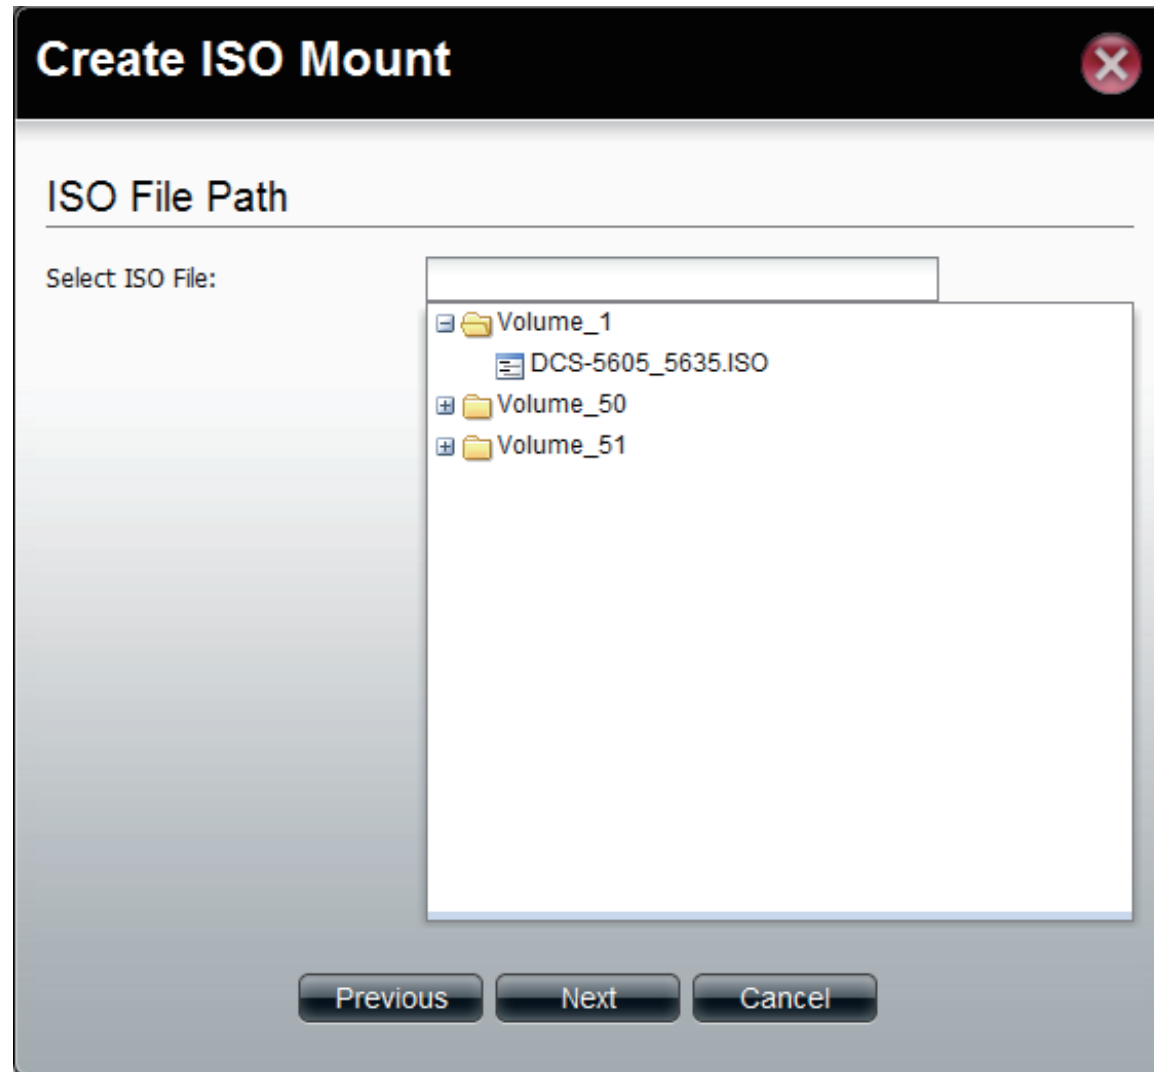 Create ISO Mount
ISO File Path
Select ISO File:
Volume_1
DCS-5605_5635.ISO
Volume_50
Volume_51
Previous Next Cancel